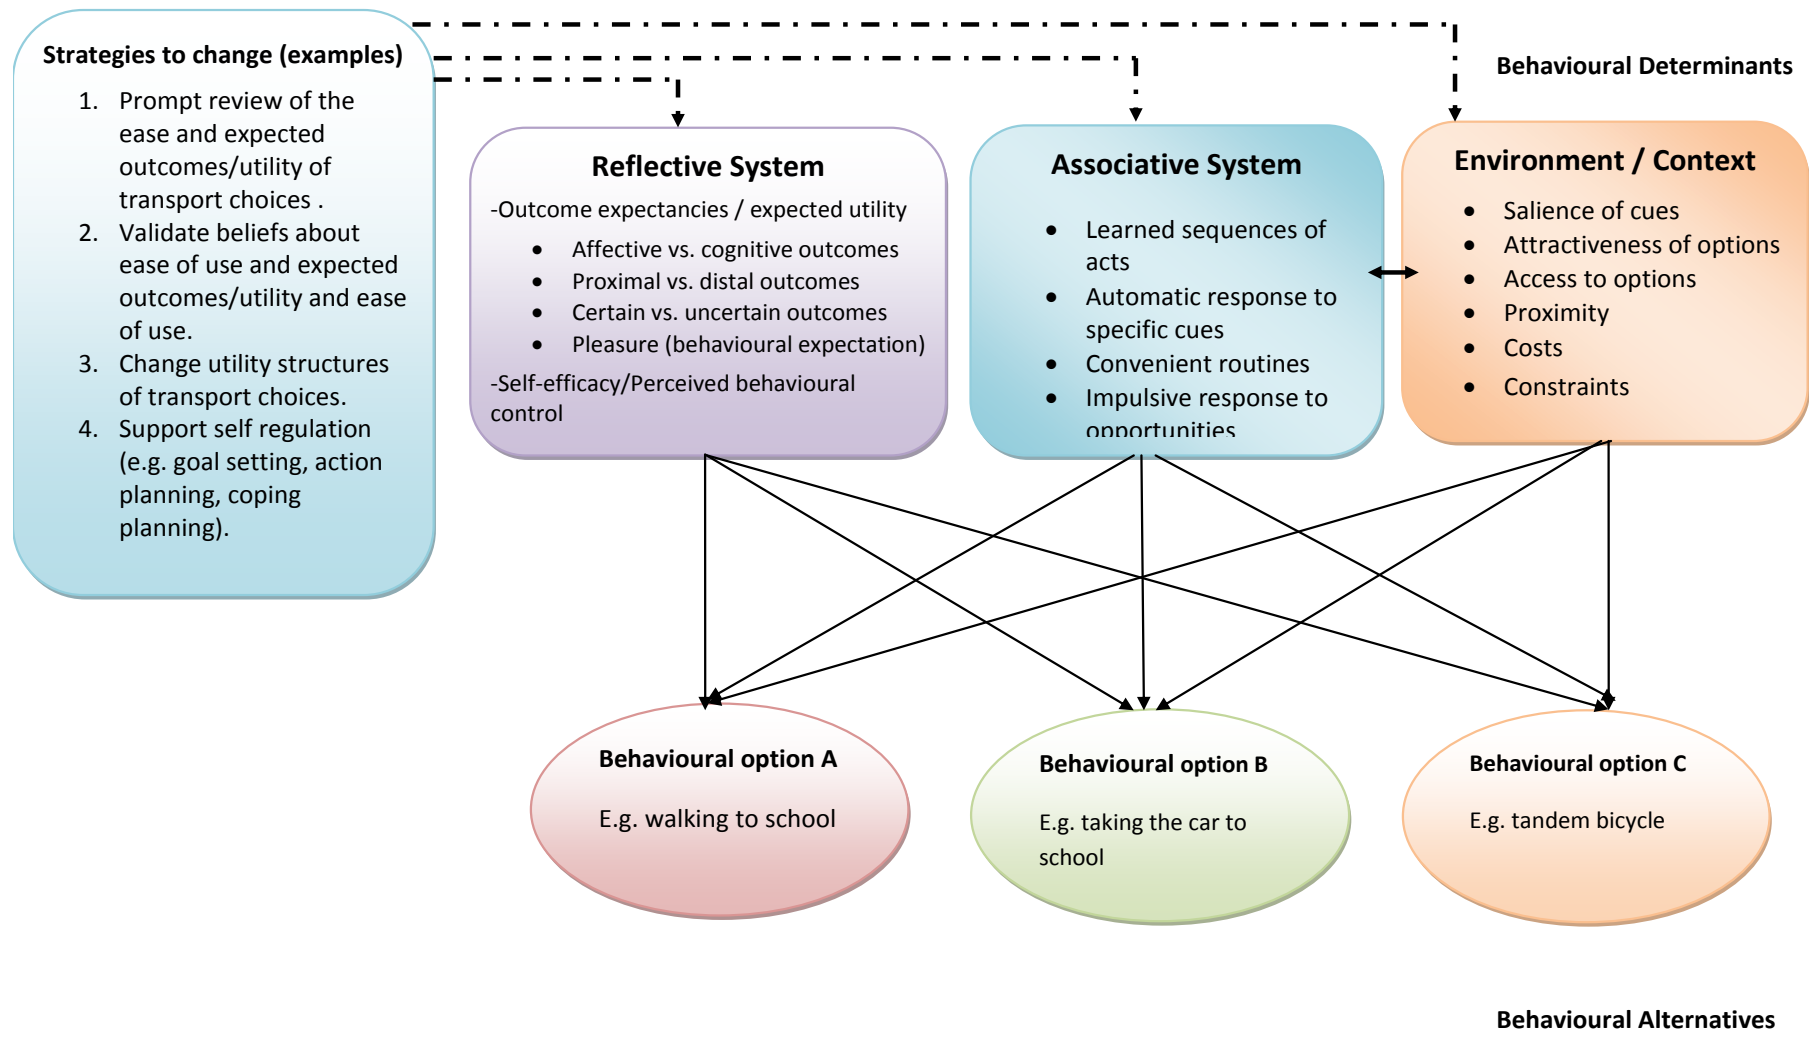 Strategies to change (examples)
1. Prompt review of the
ease and expected
outcomes/utility of
transport choices .
2. Validate beliefs about
ease of use and expected
outcomes/utility and ease
of use.
3. Change utility structures
of transport choices.
4. Support self regulation
(e.g. goal setting, action
planning, coping
planning).
Behavioural Determinants
Reflective System
-Outcome expectancies / expected utility
• Affective vs. cognitive outcomes
• Proximal vs. distal outcomes
• Certain vs. uncertain outcomes
• Pleasure (behavioural expectation)
-Self-efficacy/Perceived behavioural
control
Associative System
• Learned sequences of
acts
• Automatic response to
specific cues
• Convenient routines
• Impulsive response to
opportunities
Environment / Context
• Salience of cues
• Attractiveness of options
• Access to options
• Proximity
• Costs
• Constraints
Behavioural option A
E.g. walking to school
Behavioural option B
E.g. taking the car to
school
Behavioural option C
E.g. tandem bicycle
Behavioural Alternatives